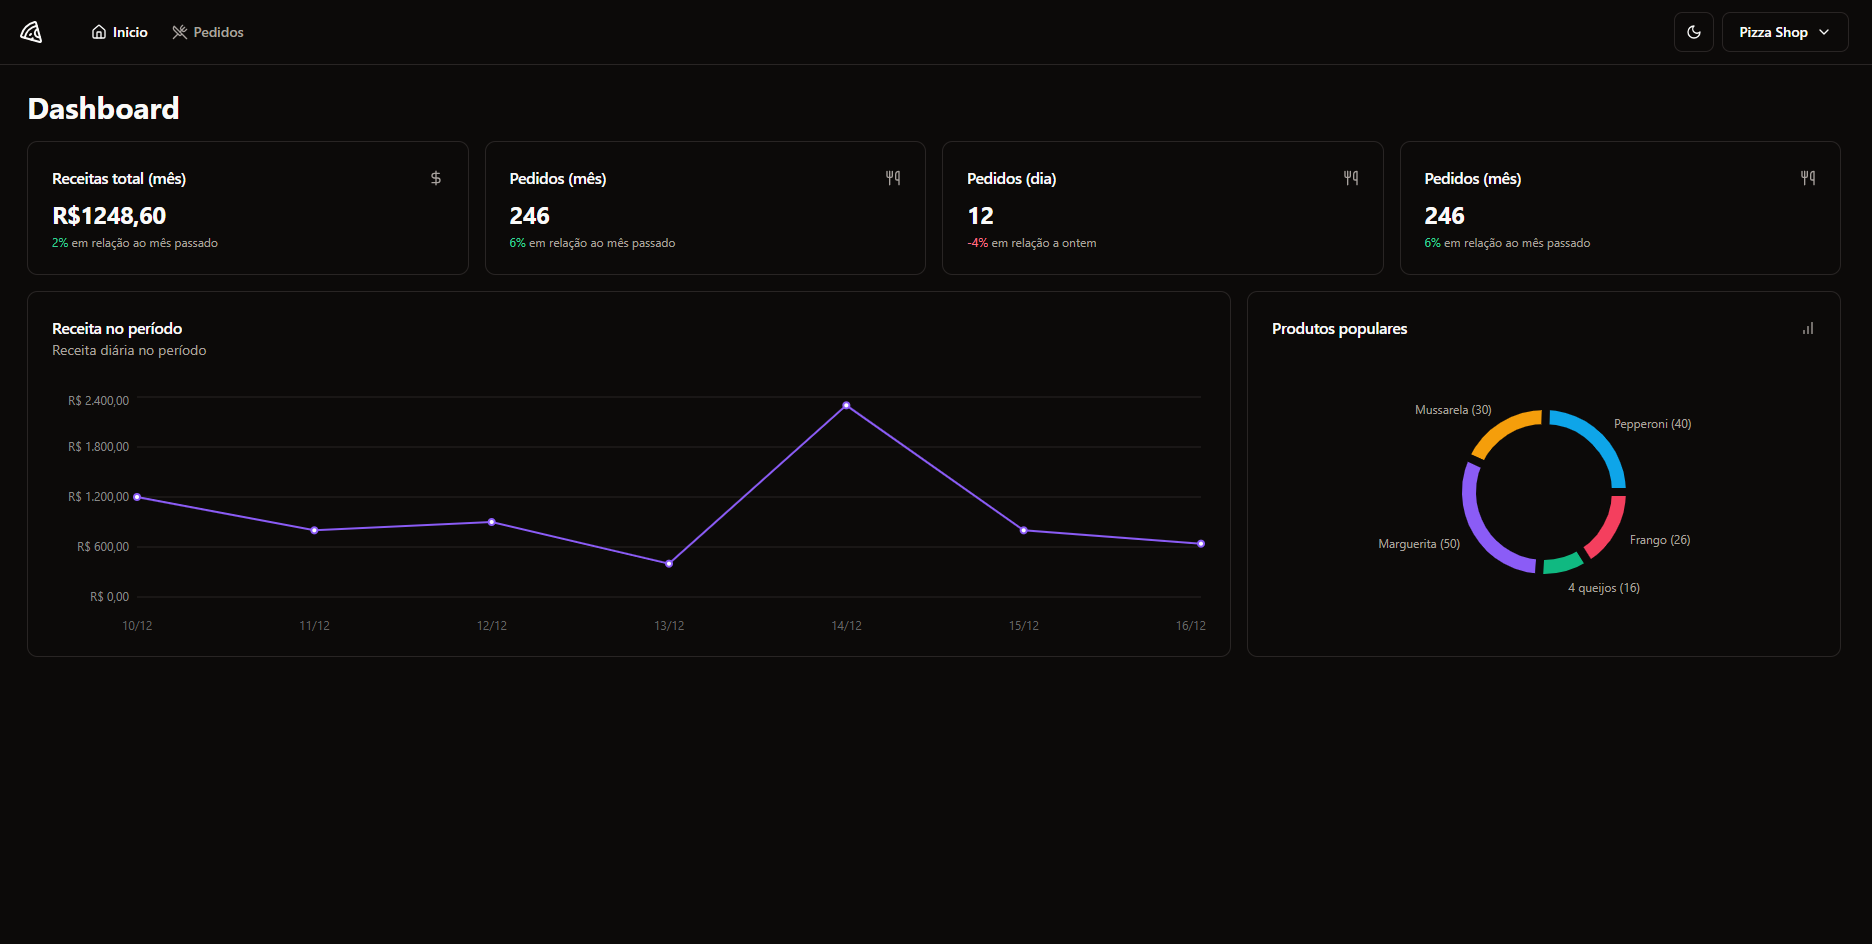 Inicio
Pedidos
Pizza Shop
Dashboard
Receitas total (mês)
R$1248,60
2% em relação ao mês passado
Pedidos (mês)
246
6% em relação ao mês passado
Pedidos (dia)
12
-4% em relação a ontem
Pedidos (mês)
246
6% em relação ao mês passado
Receita no período
Receita diária no período
R$ 2.400,00
R$ 1.800,00
R$ 1.200,00
R$ 600,00
R$ 0,00
10/12
11/12
12/12
13/12
14/12
15/12
16/12
Produtos populares
Mussarela (30)
Pepperoni (40)
Marguerita (50)
Frango (26)
4 queijos (16)